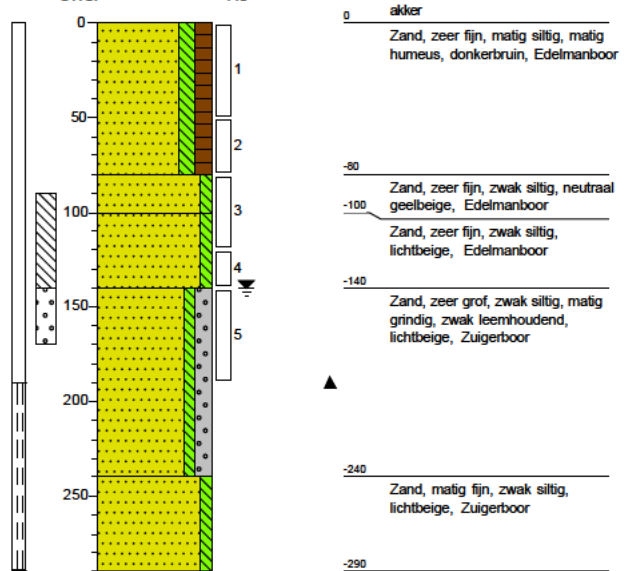 0
50
100
150
200
250
1
2
3
4
5
0 akker
Zand, zeer fijn, matig siltig, matig
humeus, donkerbruin, Edelmanboor
-80
Zand, zeer fijn, zwak siltig, neutraal
geelbeige, Edelmanboor
-100
Zand, zeer fijn, zwak siltig,
lichtbeige, Edelmanboor
-140
Zand, zeer grof, zwak siltig, matig
grindig, zwak leemhoudend,
lichtbeige, Zuigerboor
-240
Zand, matig fijn, zwak siltig,
lichtbeige, Zuigerboor
-290